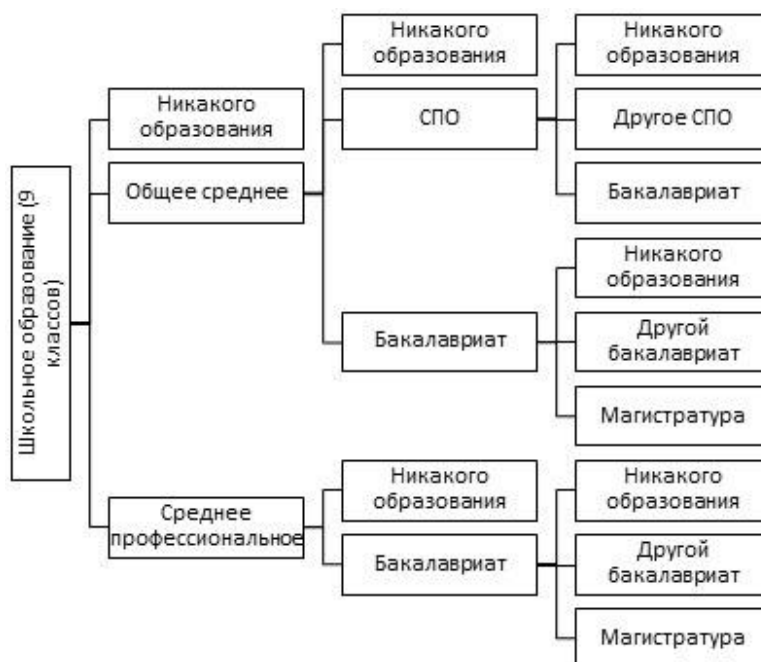 Школьное образование (9
классов)
Никакого
образования
Общее среднее
Среднее
профессиональное
Никакого
образования
СПО
Бакалавриат
Никакого
образования
Бакалавриат
Никакого
образования
Другое СПО
Бакалавриат
Никакого
образования
Другой
бакалавриат
Магистратура
Никакого
образования
Другой
бакалавриат
Магистратура